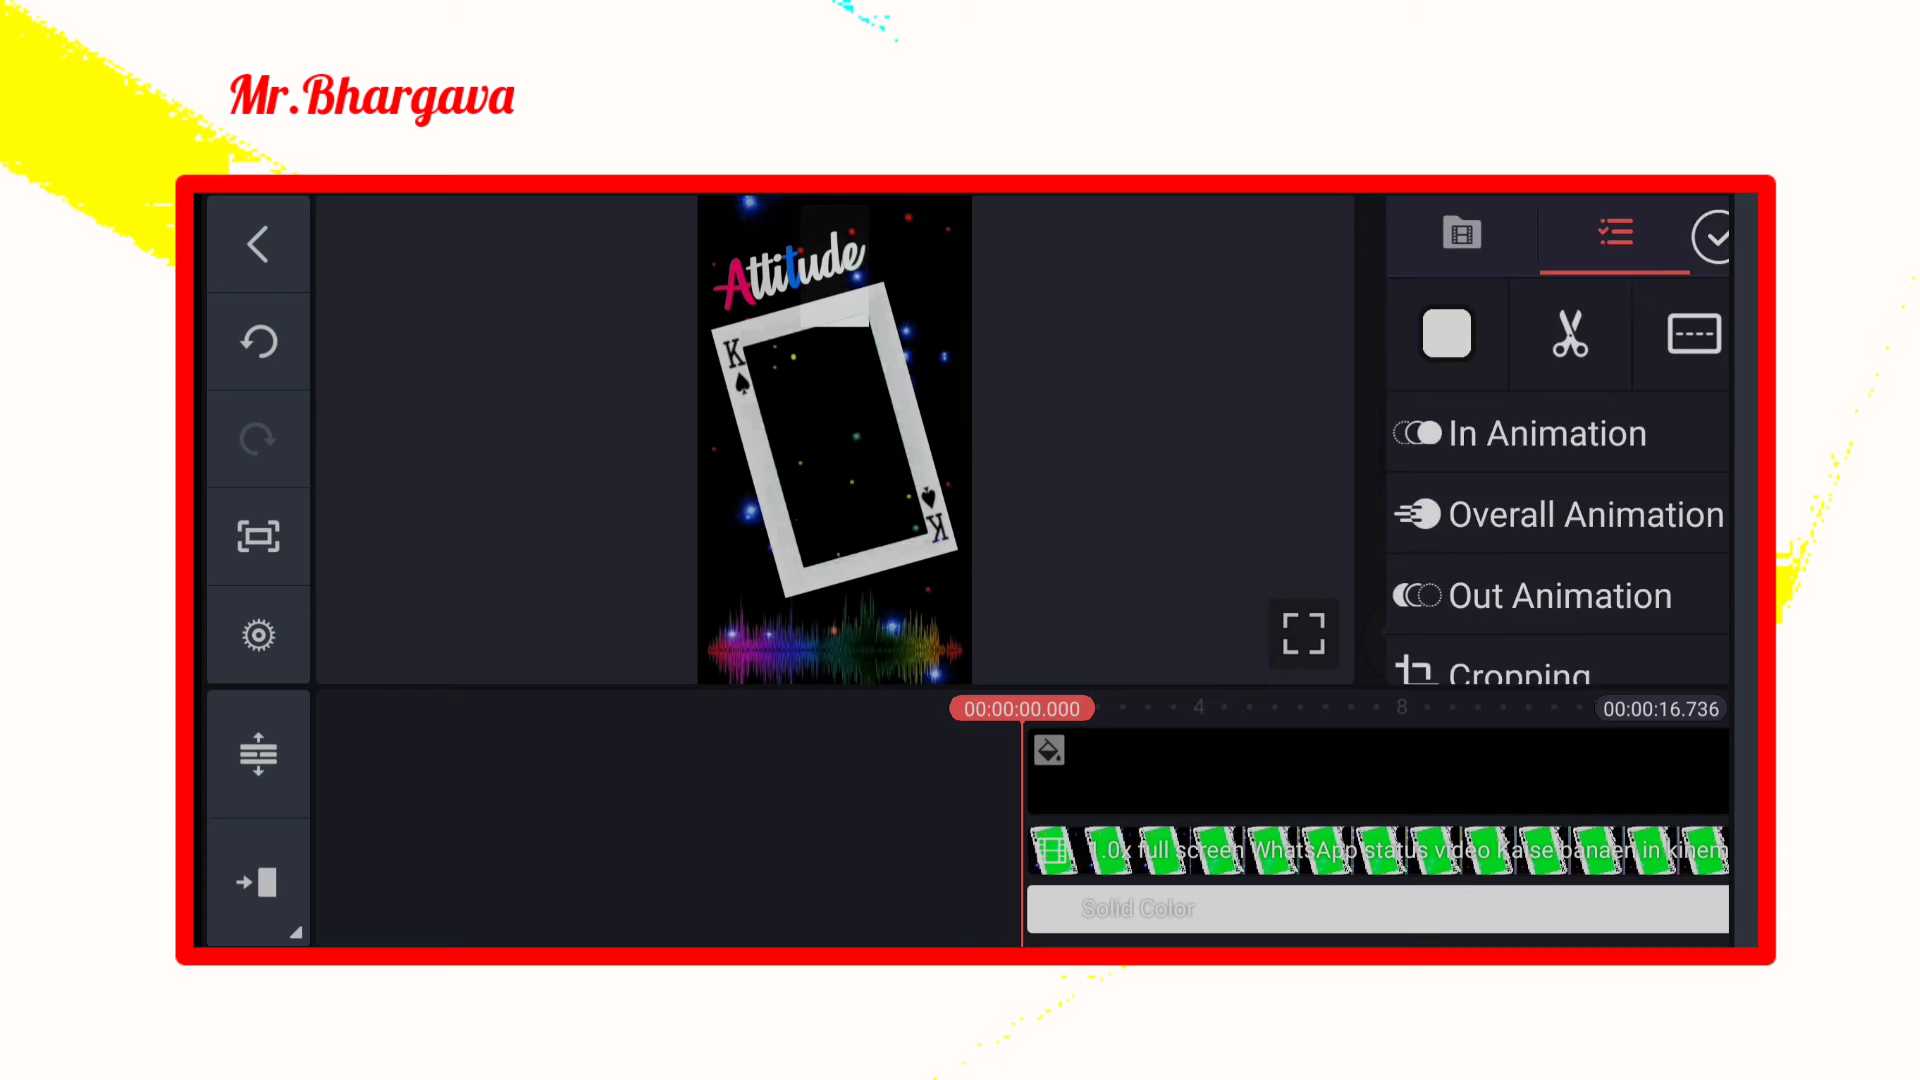 Mr.Bhargava
Attitude
K
K
In Animation
Overall Animation
Out Animation
Cropping
00:00:00.000
4
8
00:00:16.736
1.0x full screen WhatsApp status video Kaise banaen in kinem
Solid Color